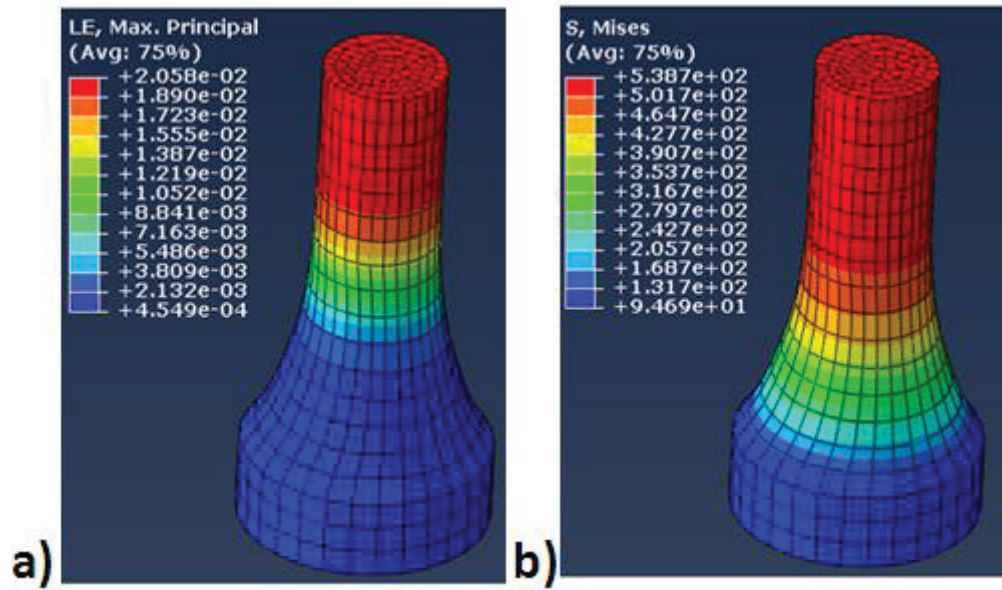 LE, Max. Principal
(Avg: 75%)
+2.058e-02
+1.890e-02
+1.723e-02
+1.555e-02
+1.387e-02
+1.219e-02
+1.052e-02
+8.841e-03
+7.163e-03
+5.486e-03
+3.809e-03
+2.132e-03
+4.549e-04
a)
S, Mises
(Avg: 75%)
+5.387e+02
+5.017e+02
+4.647e+02
+4.277e+02
+3.907e+02
+3.537e+02
+3.167e+02
+2.797e+02
+2.427e+02
+2.057e+02
+1.687e+02
+1.317e+02
+9.469e+01
b)